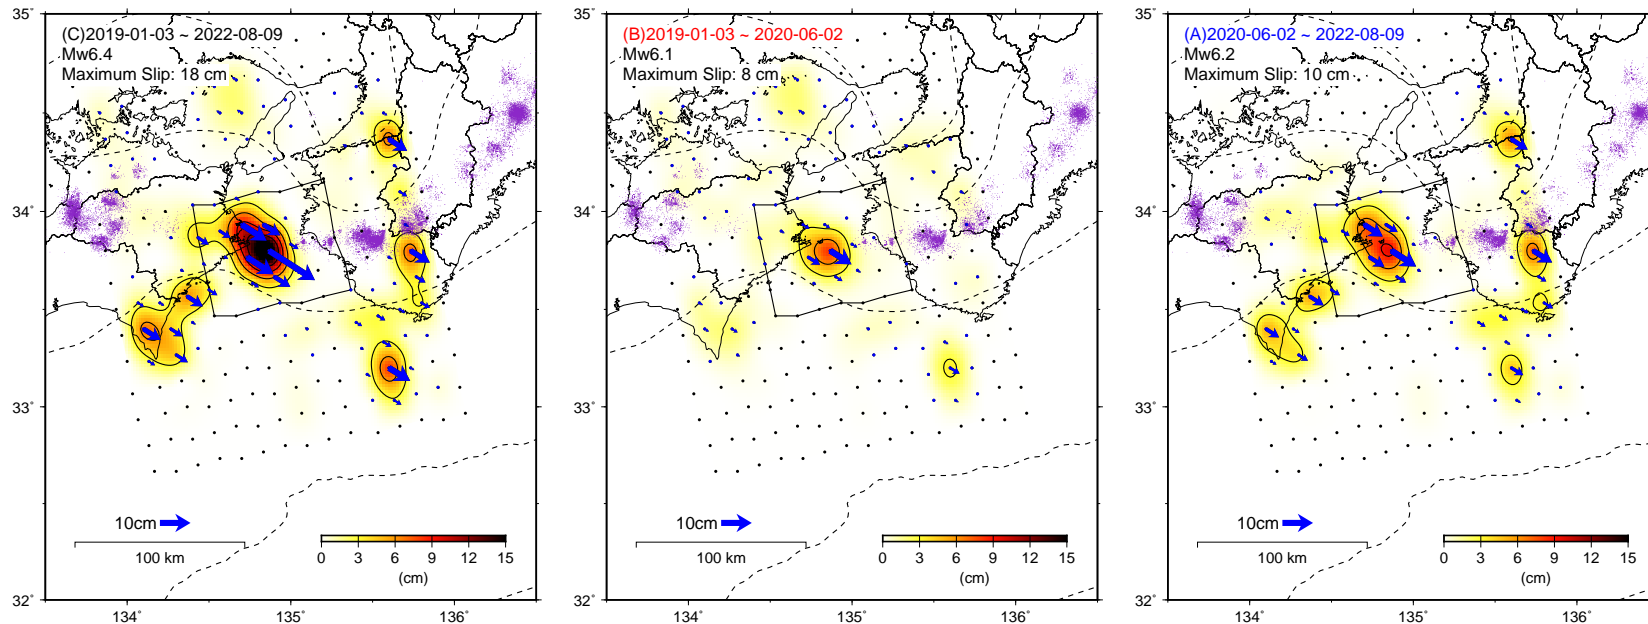 (C)2019-01-03 ~ 2022-08-09
Mw6.4
Maximum Slip: 18 cm
35°
34°
33°
32°
134
135
136
10cm
100 km
0 3 6 9 12 15
(cm)
(B)2019-01-03 ~ 2020-06-02
Mw6.1
Maximum Slip: 8 cm
35°
34°
33°
32°
134
135
136
10cm
100 km
0 3 6 9 12 15
(cm)
(A)2020-06-02 ~ 2022-08-09
Mw6.2
Maximum Slip: 10 cm
35°
34°
33°
32°
134
135
136
10cm
100 km
0 3 6 9 12 15
(cm)